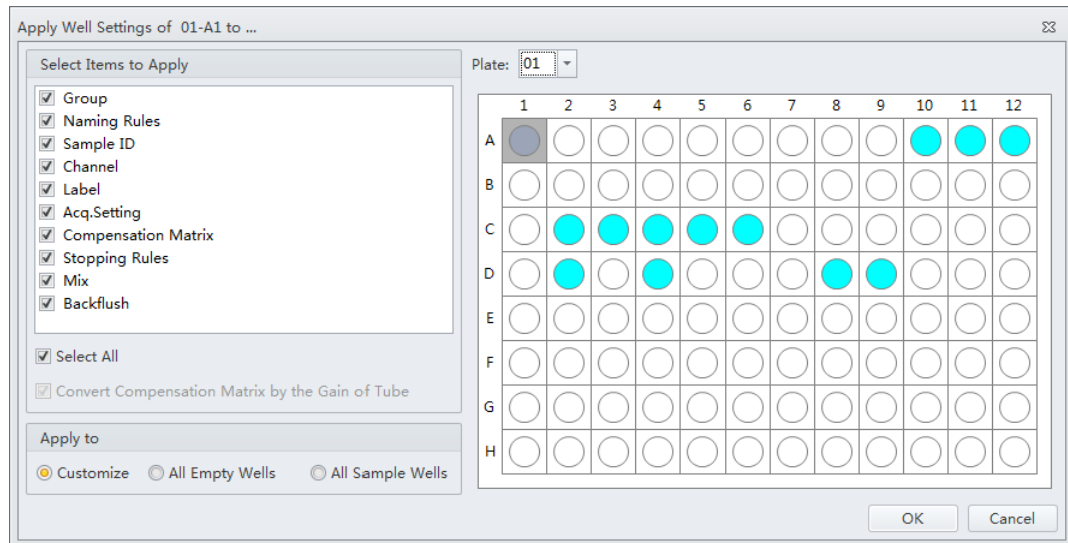 Apply Well Settings of 01-A1 to ...
Select Items to Apply
Group
Naming Rules
Sample ID
Channel
Label
Acq.Setting
Compensation Matrix
Stopping Rules
Mix
Backflush
Select All
Convert Compensation Matrix by the Gain of Tube
Apply to
Customize All Empty Wells All Sample Wells
Plate: 01
1 2 3 4 5 6 7 8 9 10 11 12
A
B
C
D
E
F
G
H
OK Cancel